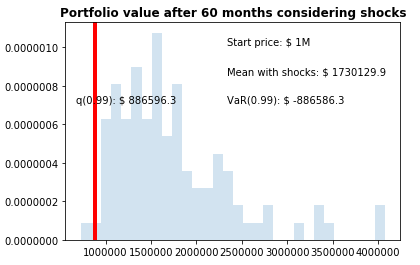 Portfolio value after 60 months considering shocks
0.0000010
0.0000008
0.0000006
0.0000004
0.0000002
0.0000000
Start price: $ 1M
Mean with shocks: $ 1730129.9
q(0.99): $ 886596.3
VaR(0.99): $ -886586.3
1000000 1500000 2000000 2500000 3000000 3500000 4000000